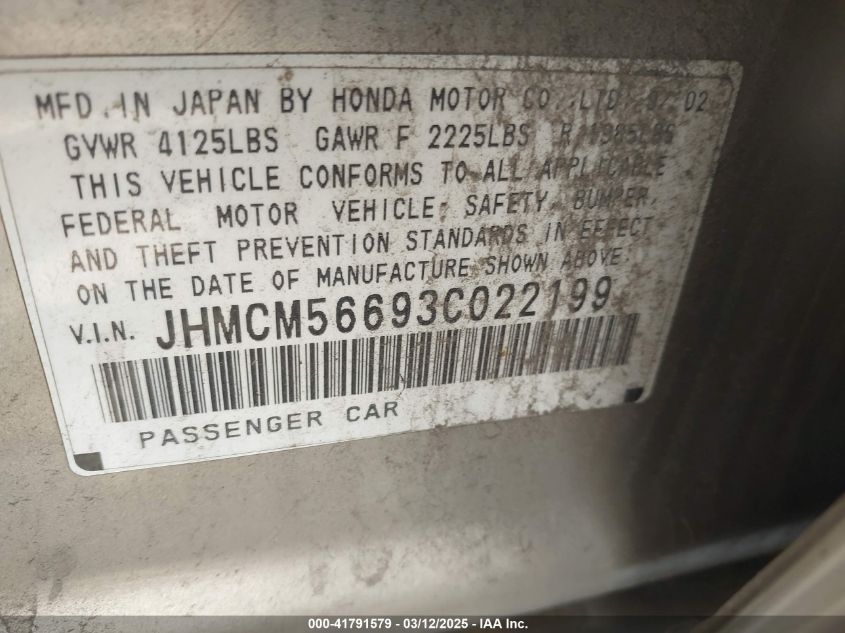 MFD. IN JAPAN BY HONDA MOTOR CO.,LTD. 02
GVWR 4125LBS GAWR F 2225LBS R
THIS VEHICLE CONFORMS TO ALL APPLICABLE
FEDERAL MOTOR VEHICLE SAFETY, BUMPER,
AND THEFT PREVENTION STANDARDS IN EFFECT
ON THE DATE OF MANUFACTURE SHOWN ABOVE.
V.I.N. JHMCM56693C022199
PASSENGER CAR
000-41791579 - 03/12/2025 - IAA Inc.